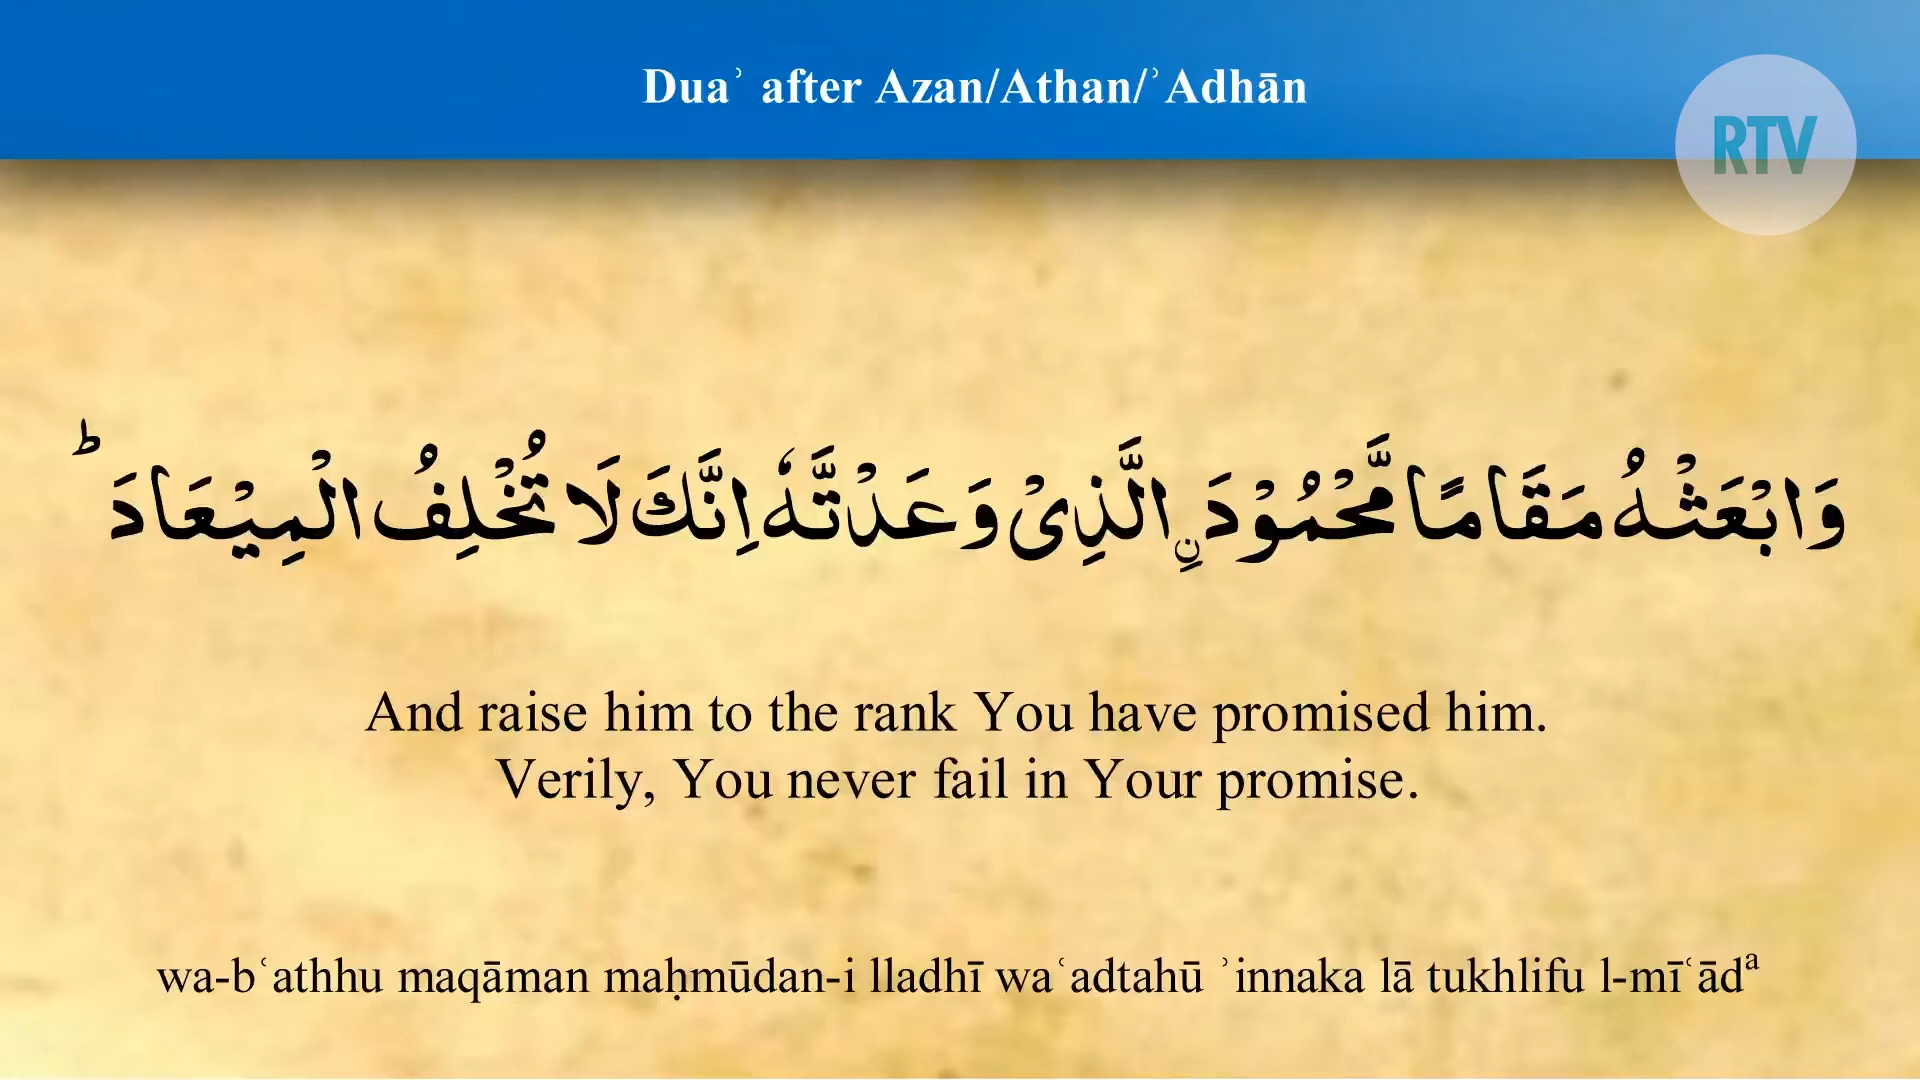 Duaʾ after Azan/Athan/ʾAdhān
RTV
وَابْعَثْهُ مَقَامًا مَّحْمُوْدَ ۨالَّذِیْ وَعَدْتَّهٗ اِنَّكَ لَا تُخْلِفُ الْمِيْعَادَ ؕ
And raise him to the rank You have promised him.
Verily, You never fail in Your promise.
wa-bʿathhu maqāman maḥmūdan-i lladhī waʿadtahū ʾinnaka lā tukhlifu l-mīʿādᵃ